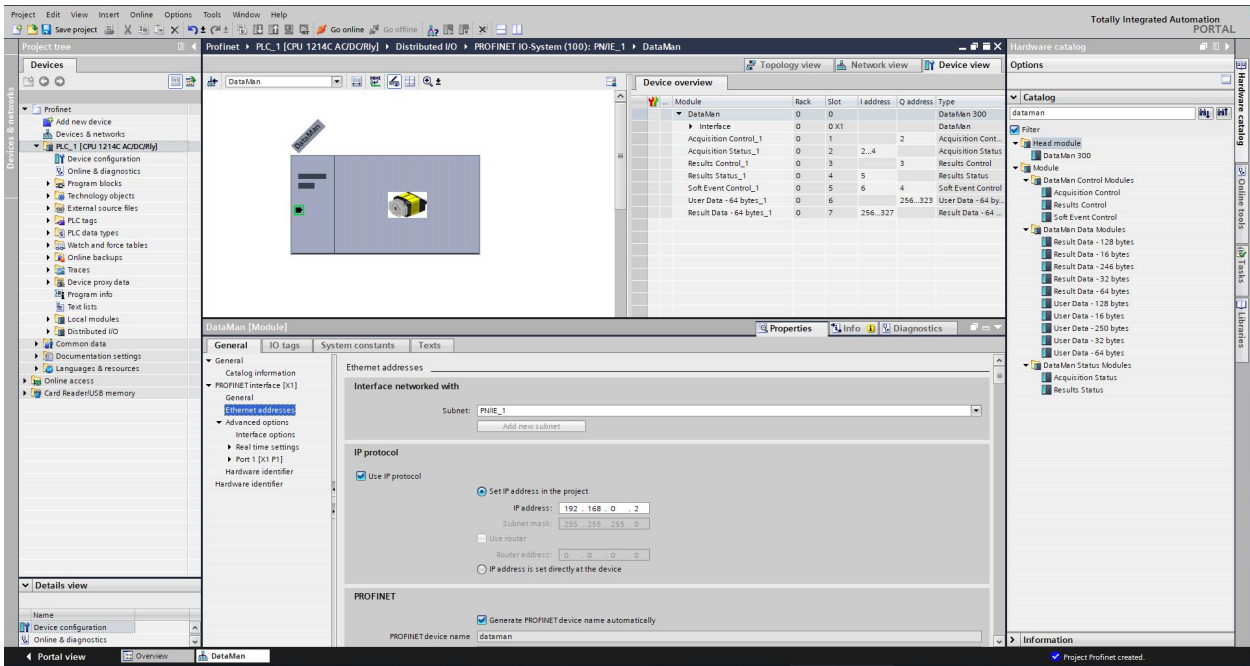 Project Edit View Insert Online Options Tools Window Help
Totally Integrated Automation
PORTAL
Save project Go online Go offline
Project tree
Profinet PLC_1 [CPU 1214C AC/DC/Rly] Distributed I/O PROFINET IO-System (100): PN/IE_1 DataMan
Hardware catalog
Devices
Topology view Network view Device view
Options
DataMan
Device overview
Devices & networks
Profinet
Add new device
Devices & networks
PLC_1 [CPU 1214C AC/DC/Rly]
Device configuration
Online & diagnostics
Program blocks
Technology objects
External source files
PLC tags
PLC data types
Watch and force tables
Online backups
Traces
Device proxy data
Program info
Text lists
Local modules
Distributed I/O
Common data
Documentation settings
Languages & resources
Online access
Card Reader/USB memory
DataMan
... Module Rack Slot I address Q address Type
DataMan 0 0 DataMan 300
Interface 0 0 X1 DataMan
Acquisition Control_1 0 1 2 Acquisition Cont...
Acquisition Status_1 0 2 2...4 Acquisition Status
Results Control_1 0 3 3 Results Control
Results Status_1 0 4 5 Results Status
Soft Event Control_1 0 5 6 4 Soft Event Control
User Data - 64 bytes_1 0 6 256...323 User Data - 64 by...
Result Data - 64 bytes_1 0 7 256...327 Result Data - 64 ...
Catalog
dataman
Filter
Head module
DataMan 300
Module
DataMan Control Modules
Acquisition Control
Results Control
Soft Event Control
DataMan Data Modules
Result Data - 128 bytes
Result Data - 16 bytes
Result Data - 246 bytes
Result Data - 32 bytes
Result Data - 64 bytes
User Data - 128 bytes
User Data - 16 bytes
User Data - 250 bytes
User Data - 32 bytes
User Data - 64 bytes
DataMan Status Modules
Acquisition Status
Results Status
Hardware catalog
Online tools
Tasks
Libraries
DataMan [Module]
Properties Info Diagnostics
General IO tags System constants Texts
General
Catalog information
PROFINET interface [X1]
General
Ethernet addresses
Advanced options
Interface options
Real time settings
Port 1 [X1 P1]
Hardware identifier
Hardware identifier
Ethernet addresses
Interface networked with
Subnet: PN/IE_1
Add new subnet
IP protocol
Use IP protocol
Set IP address in the project
IP address: 192 . 168 . 0 . 2
Subnet mask: 255 . 255 . 255 . 0
Use router
Router address: 0 . 0 . 0 . 0
IP address is set directly at the device
PROFINET
Generate PROFINET device name automatically
PROFINET device name dataman
Details view
Name
Device configuration
Online & diagnostics
Information
Portal view Overview DataMan
Project Profinet created.